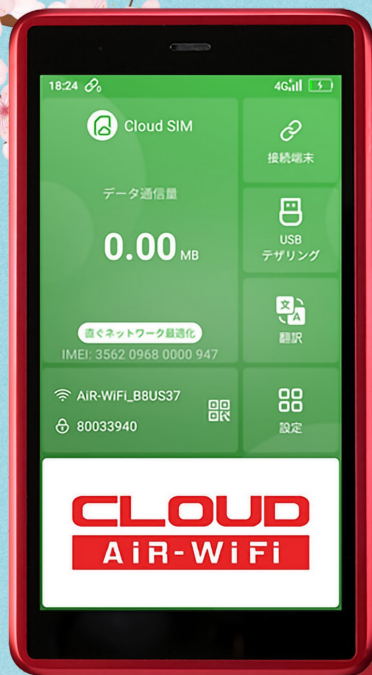 18:24
4G
Cloud SIM
データ通信量
0.00 MB
直ぐネットワーク最適化
IMEI: 3562 0968 0000 947
接続端末
USB
テザリング
文
A
翻訳
AiR-WiFi_B8US37
80033940
設定
CLOUD
AiR-WiFi